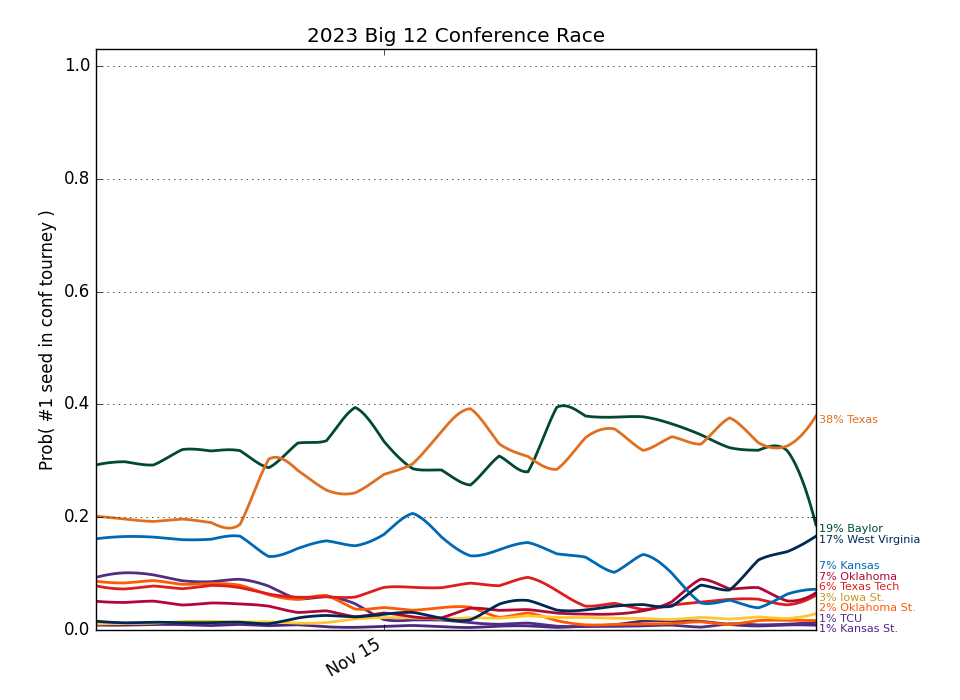 2023 Big 12 Conference Race
Prob( #1 seed in conf tourney )
1.0
0.8
0.6
0.4
0.2
0.0
Nov 15
38% Texas
19% Baylor
17% West Virginia
7% Kansas
7% Oklahoma
6% Texas Tech
3% Iowa St.
2% Oklahoma St.
1% TCU
1% Kansas St.